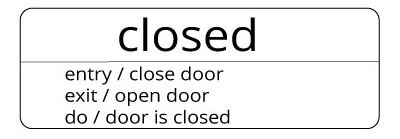 closed
entry / close door
exit / open door
do / door is closed